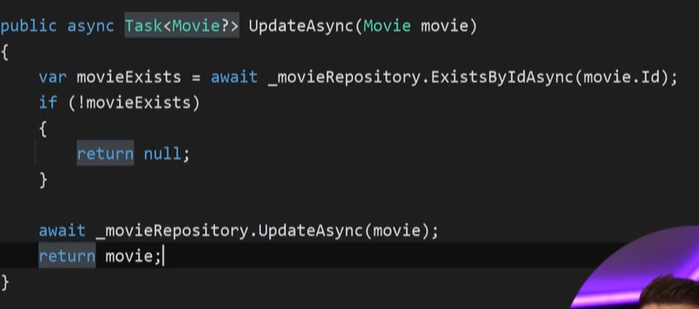 public async Task<Movie?> UpdateAsync(Movie movie)
{
    var movieExists = await _movieRepository.ExistsByIdAsync(movie.Id);
    if (!movieExists)
    {
        return null;
    }

    await _movieRepository.UpdateAsync(movie);
    return movie;
}